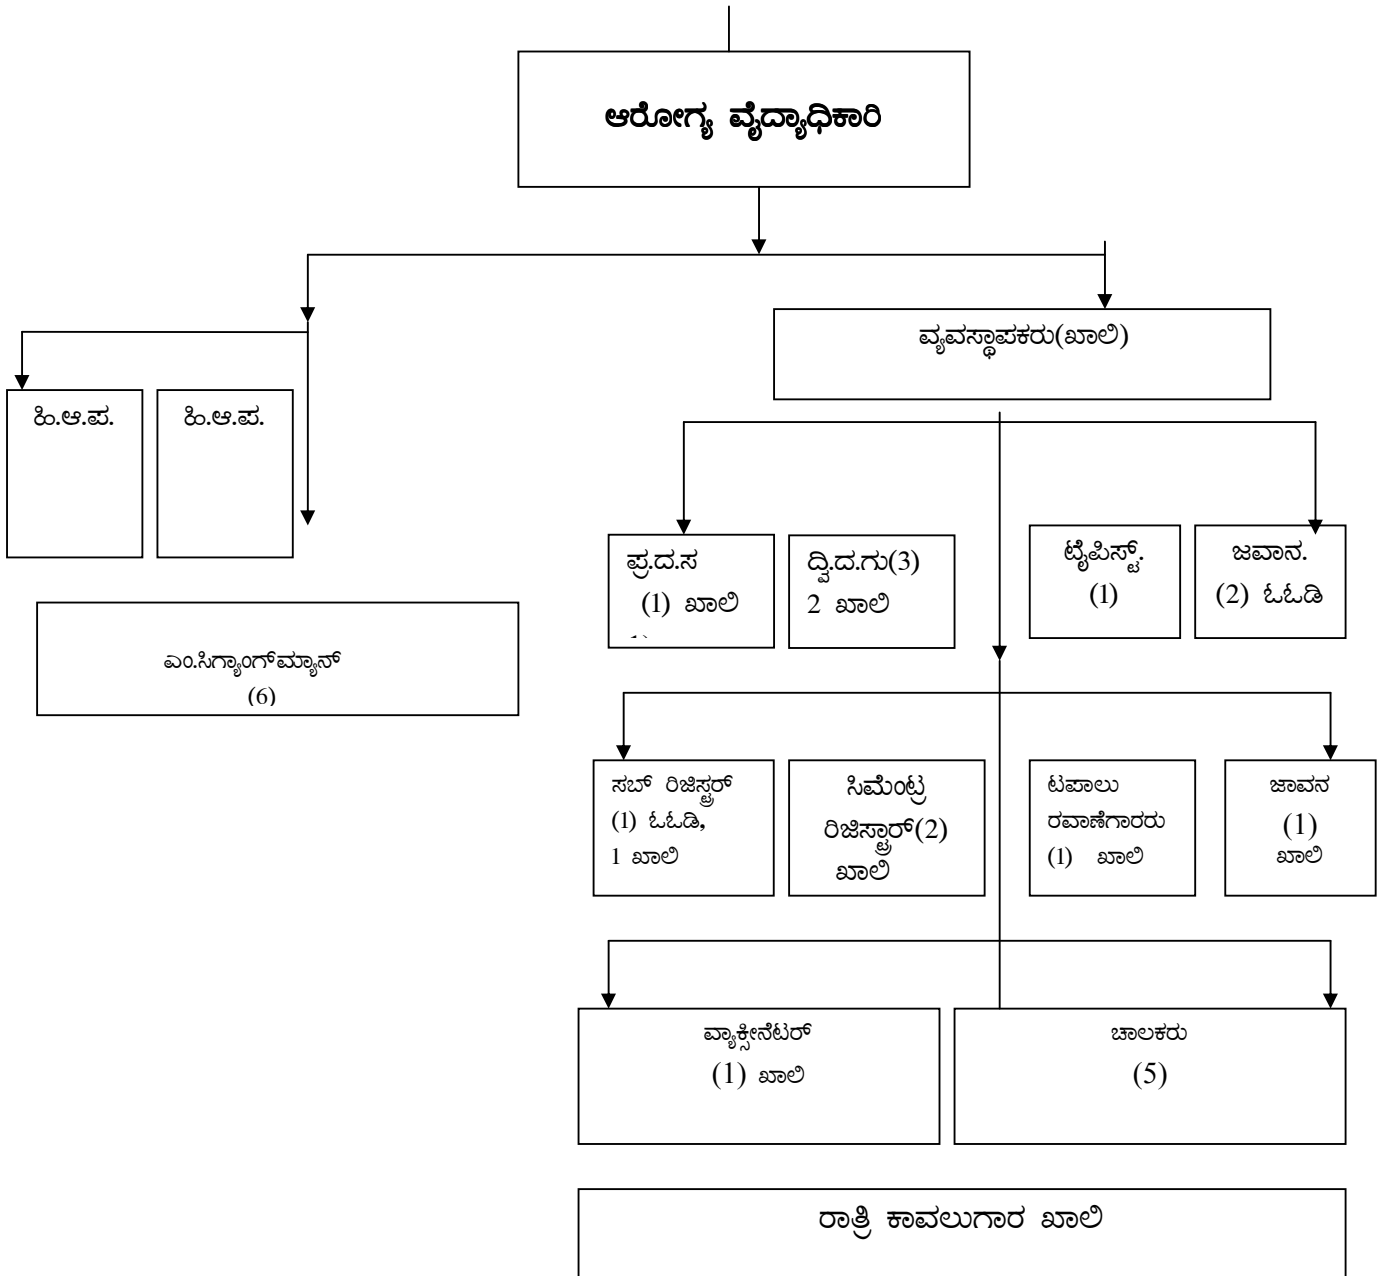 ಆರೋಗ್ಯ ವೈದ್ಯಾಧಿಕಾರಿ
ವ್ಯವಸ್ಥಾಪಕರು(ಖಾಲಿ)
ಹಿ.ಆ.ಪ.
ಹಿ.ಆ.ಪ.
ಎಂ.ಸಿಗ್ಯಾಂಗ್‌ಮ್ಯಾನ್
(6)
ಪ್ರ.ದ.ಸ
(1) ಖಾಲಿ
ದ್ವಿ.ದ.ಗು(3)
2 ಖಾಲಿ
ಟೈಪಿಸ್ಟ್.
(1)
ಜವಾನ.
(2) ಓಓಡಿ
ಸಬ್ ರಿಜಿಸ್ಟ್ರರ್
(1) ಓಓಡಿ,
1 ಖಾಲಿ
ಸಿಮೆಂಟ್ರಿ
ರಿಜಿಸ್ಟ್ರಾರ್(2)
ಖಾಲಿ
ಟಪಾಲು
ರವಾಣೆಗಾರರು
(1) ಖಾಲಿ
ಜಾವನ
(1)
ಖಾಲಿ
ವ್ಯಾಕ್ಸೀನೆಟರ್
(1) ಖಾಲಿ
ಚಾಲಕರು
(5)
ರಾತ್ರಿ ಕಾವಲುಗಾರ ಖಾಲಿ